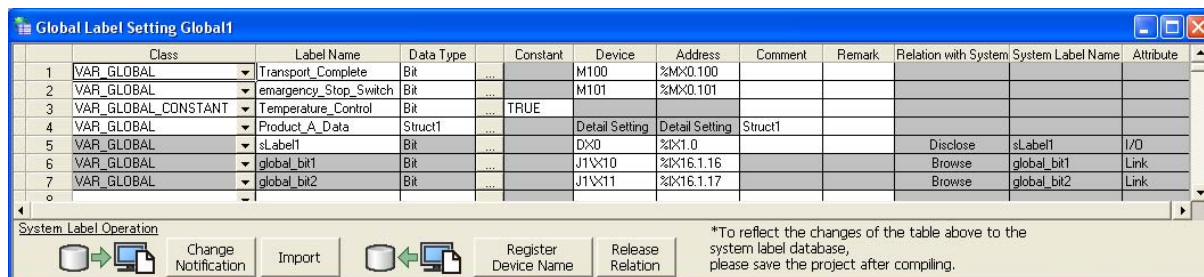 Global Label Setting Global1
Class Label Name Data Type Constant Device Address Comment Remark Relation with System System Label Name Attribute
1 VAR_GLOBAL Transport_Complete Bit ... M100 %MX0.100
2 VAR_GLOBAL emargency_Stop_Switch Bit ... M101 %MX0.101
3 VAR_GLOBAL_CONSTANT Temperature_Control Bit ... TRUE
4 VAR_GLOBAL Product_A_Data Struct1 ... Detail Setting Detail Setting Struct1
5 VAR_GLOBAL sLabel1 Bit ... DX0 %IX1.0 Disclose sLabel1 I/O
6 VAR_GLOBAL global_bit1 Bit ... J1\X10 %IX16.1.16 Browse global_bit1 Link
7 VAR_GLOBAL global_bit2 Bit ... J1\X11 %IX16.1.17 Browse global_bit2 Link
System Label Operation
Change Notification
Import
Register Device Name
Release Relation
*To reflect the changes of the table above to the
system label database,
please save the project after compiling.